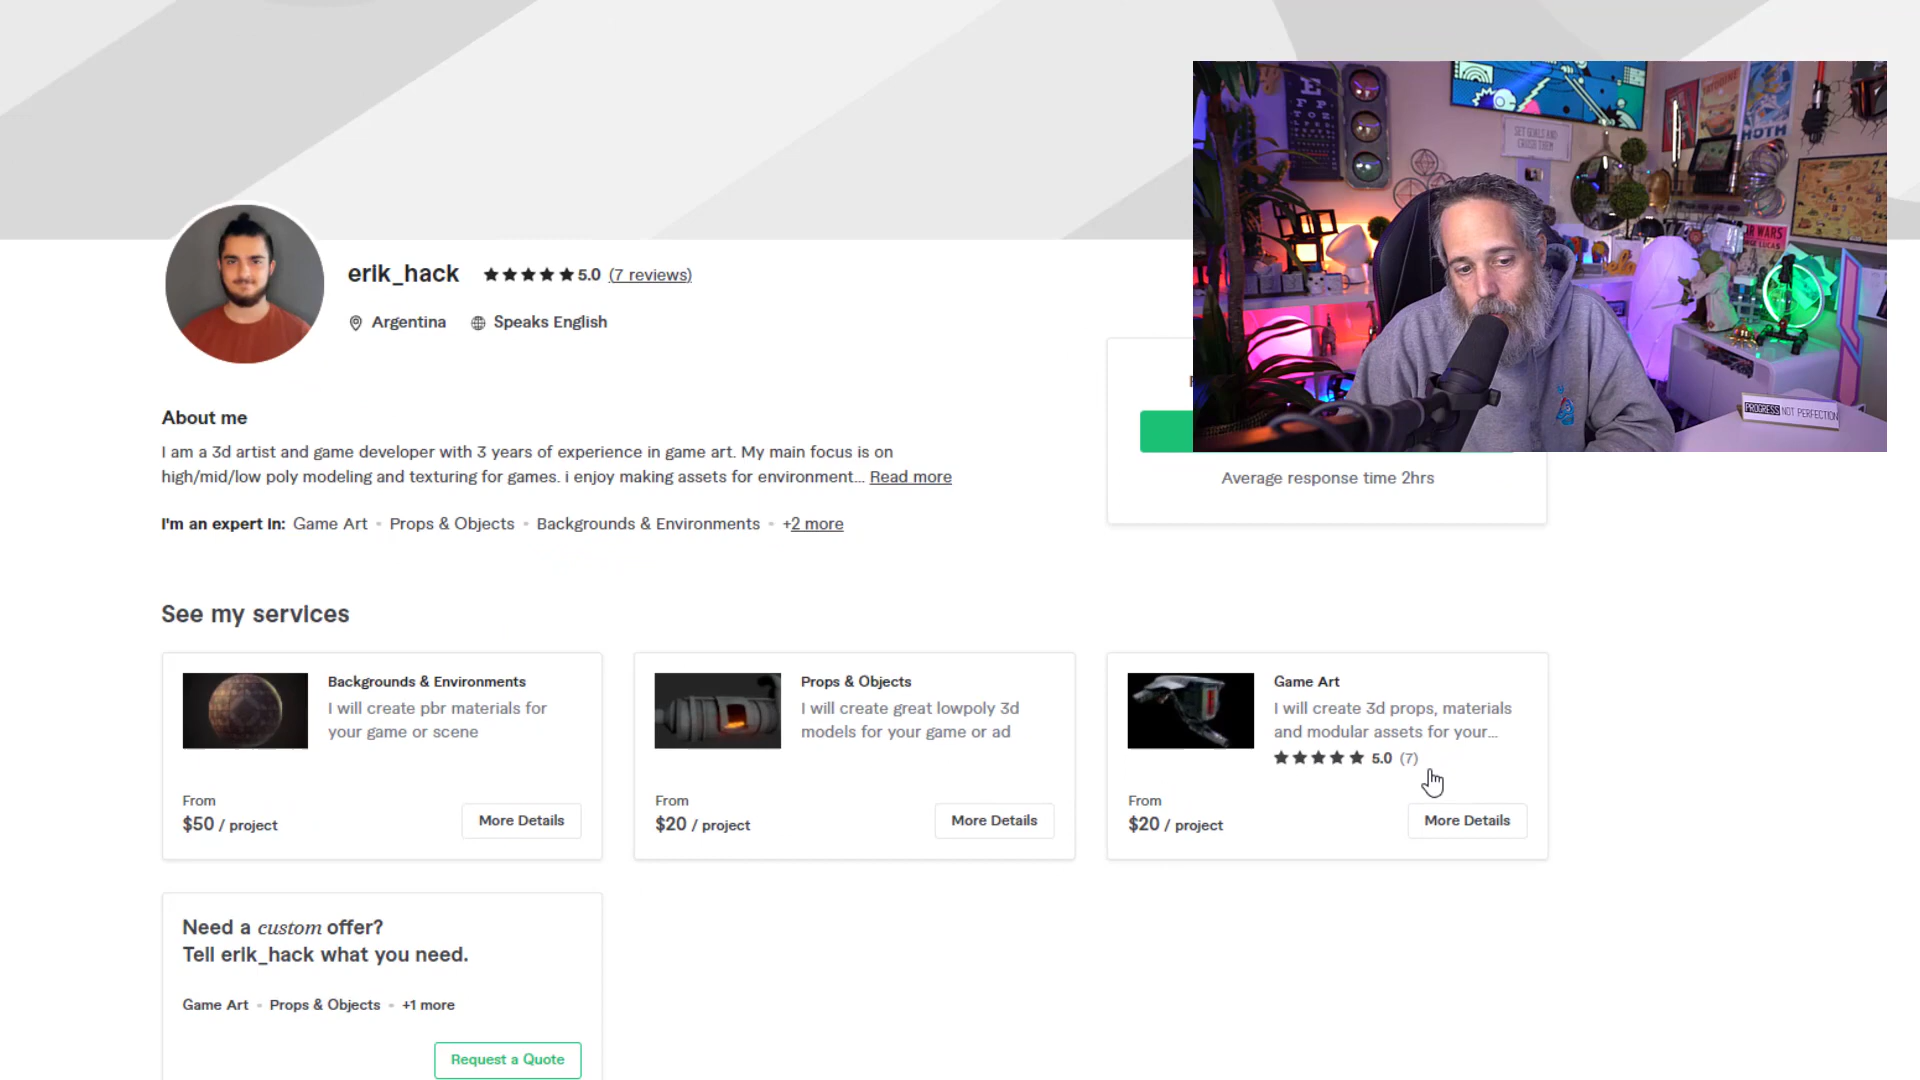 erik_hack 5.0 (7 reviews)
Argentina Speaks English
About me
I am a 3d artist and game developer with 3 years of experience in game art. My main focus is on
high/mid/low poly modeling and texturing for games. i enjoy making assets for environment... Read more
I'm an expert in: Game Art • Props & Objects • Backgrounds & Environments • +2 more
Average response time 2hrs
SET GOALS AND
CRUSH THEM
PROGRESS NOT PERFECTION
See my services
Backgrounds & Environments
I will create pbr materials for
your game or scene
From
$50 / project
More Details
Props & Objects
I will create great lowpoly 3d
models for your game or ad
From
$20 / project
More Details
Game Art
I will create 3d props, materials
and modular assets for your...
5.0 (7)
From
$20 / project
More Details
Need a custom offer?
Tell erik_hack what you need.
Game Art • Props & Objects • +1 more
Request a Quote